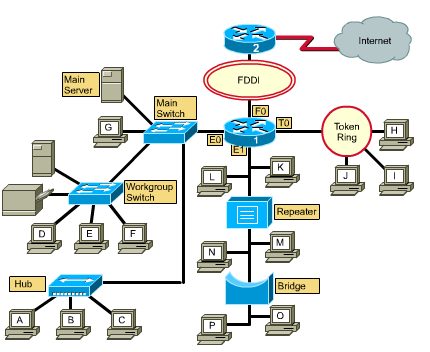 2
Internet
FDDI
Main
Server
Main
Switch
F0
T0
G
E0
1
E1
Token
Ring
H
L
K
J
I
Workgroup
Switch
Repeater
D
E
F
N
M
Hub
Bridge
A
B
C
P
O